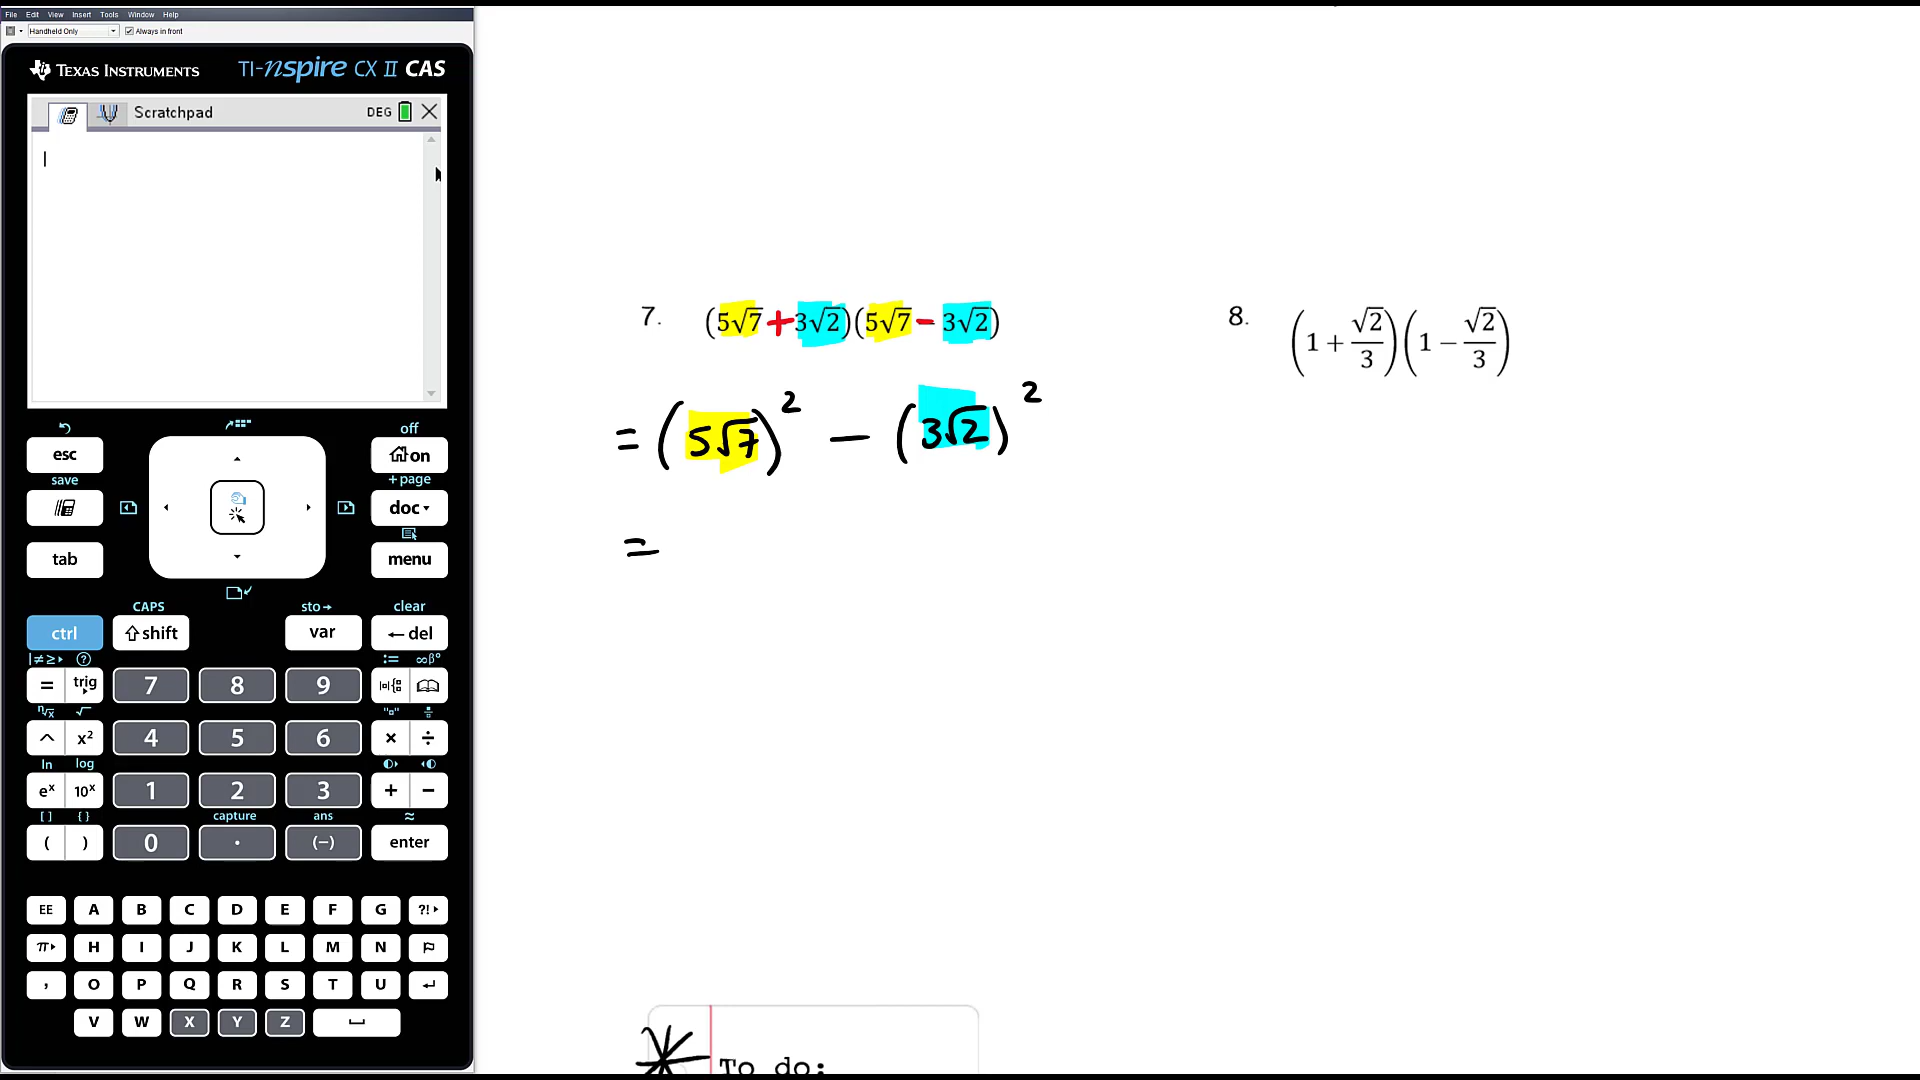 File Edit View Insert Tools Window Help
Handheld Only Always in front
TEXAS INSTRUMENTS TI-nspire CX II CAS
Scratchpad DEG
7. (5√7 + 3√2)(5√7 − 3√2)
8. (1 + √2/3)(1 − √2/3)
= (5√7)² − (3√2)²
=
off
esc on
save + page
doc
tab menu
CAPS sto→ clear
ctrl shift var ← del
|≠≥▸ ? := ∞β°
= trig 7 8 9
ⁿ√x √
^ x² 4 5 6 × ÷
ln log
eˣ 10ˣ 1 2 3 + −
[ ] { } capture ans ≈
( ) 0 . (−) enter
EE A B C D E F G ?!▸
π▸ H I J K L M N
, O P Q R S T U ↵
V W X Y Z
To do: